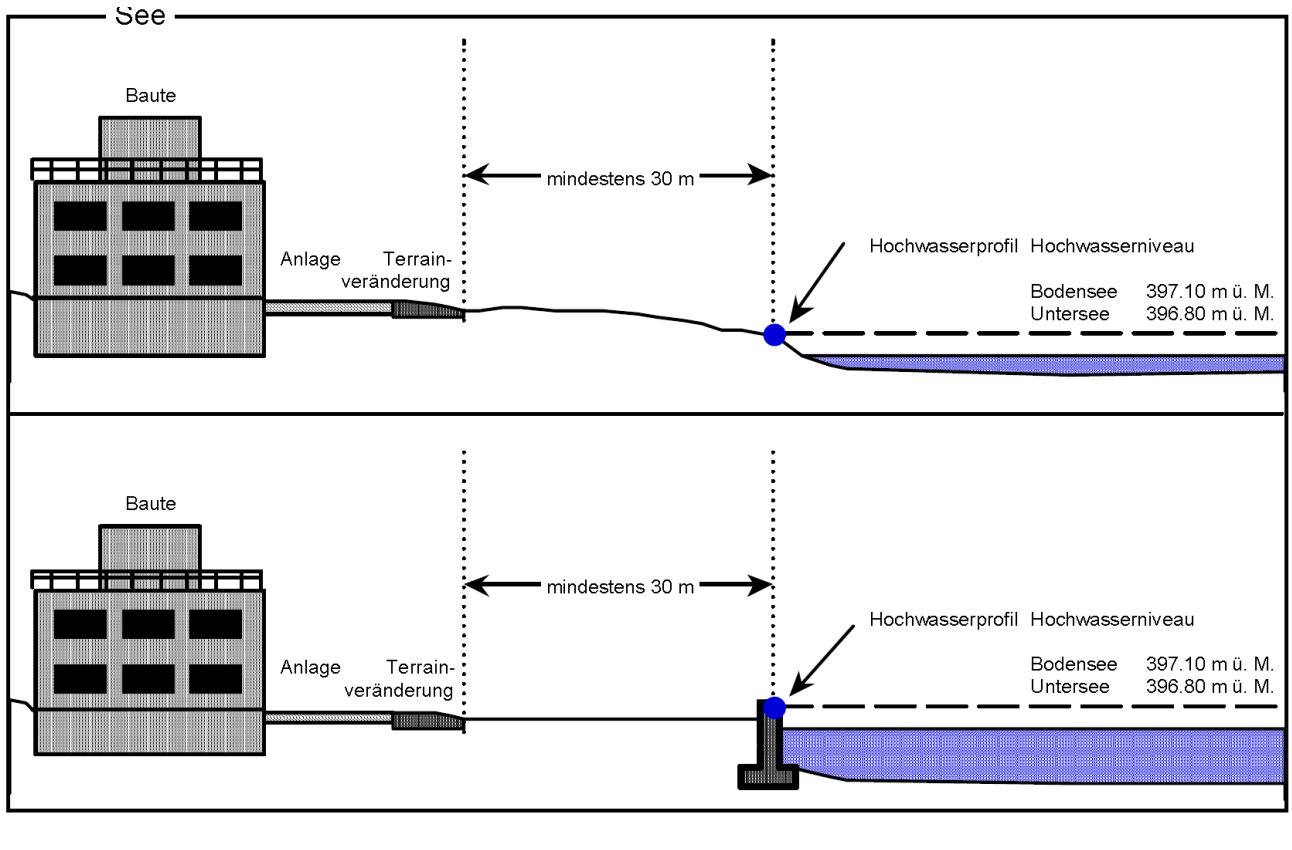 See
Baute
mindestens 30 m
Hochwasserprofil Hochwasserniveau
Anlage Terrain-
veränderung
Bodensee 397.10 m ü. M.
Untersee 396.80 m ü. M.
Baute
mindestens 30 m
Hochwasserprofil Hochwasserniveau
Anlage Terrain-
veränderung
Bodensee 397.10 m ü. M.
Untersee 396.80 m ü. M.